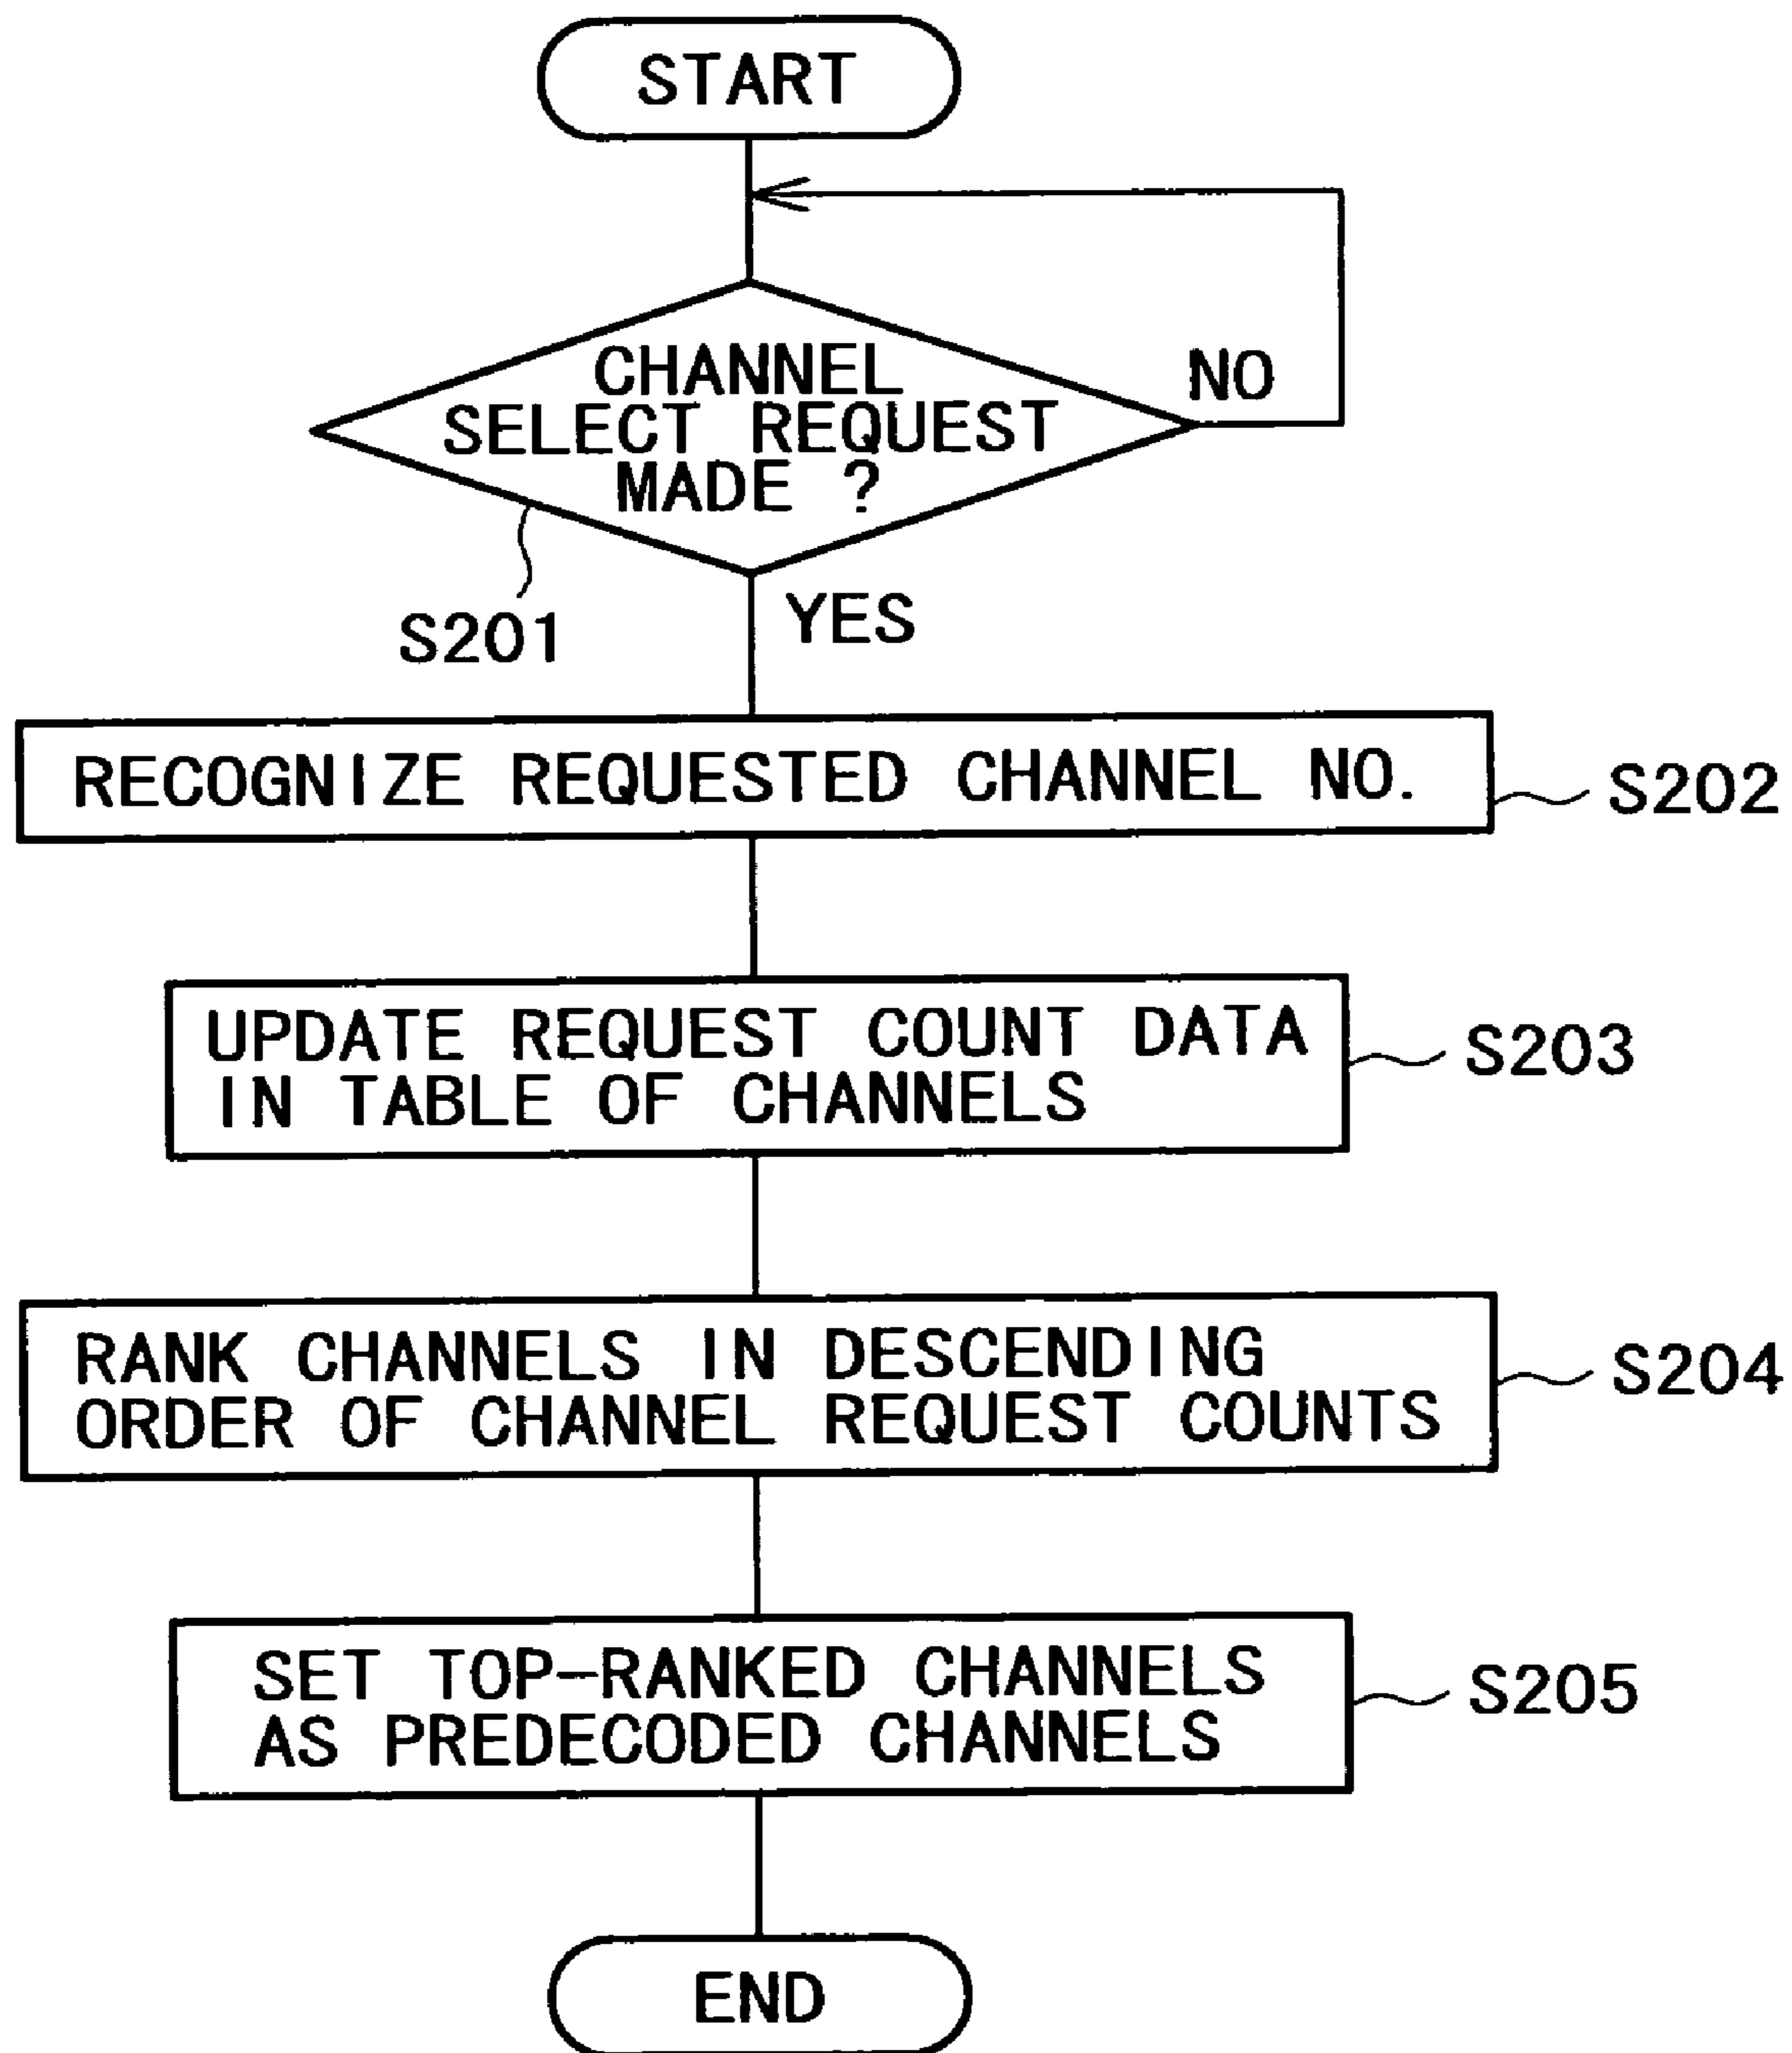 START
CHANNEL
SELECT REQUEST
MADE ?
NO
YES
S201
RECOGNIZE REQUESTED CHANNEL NO.
S202
UPDATE REQUEST COUNT DATA
IN TABLE OF CHANNELS
S203
RANK CHANNELS IN DESCENDING
ORDER OF CHANNEL REQUEST COUNTS
S204
SET TOP-RANKED CHANNELS
AS PREDECODED CHANNELS
S205
END